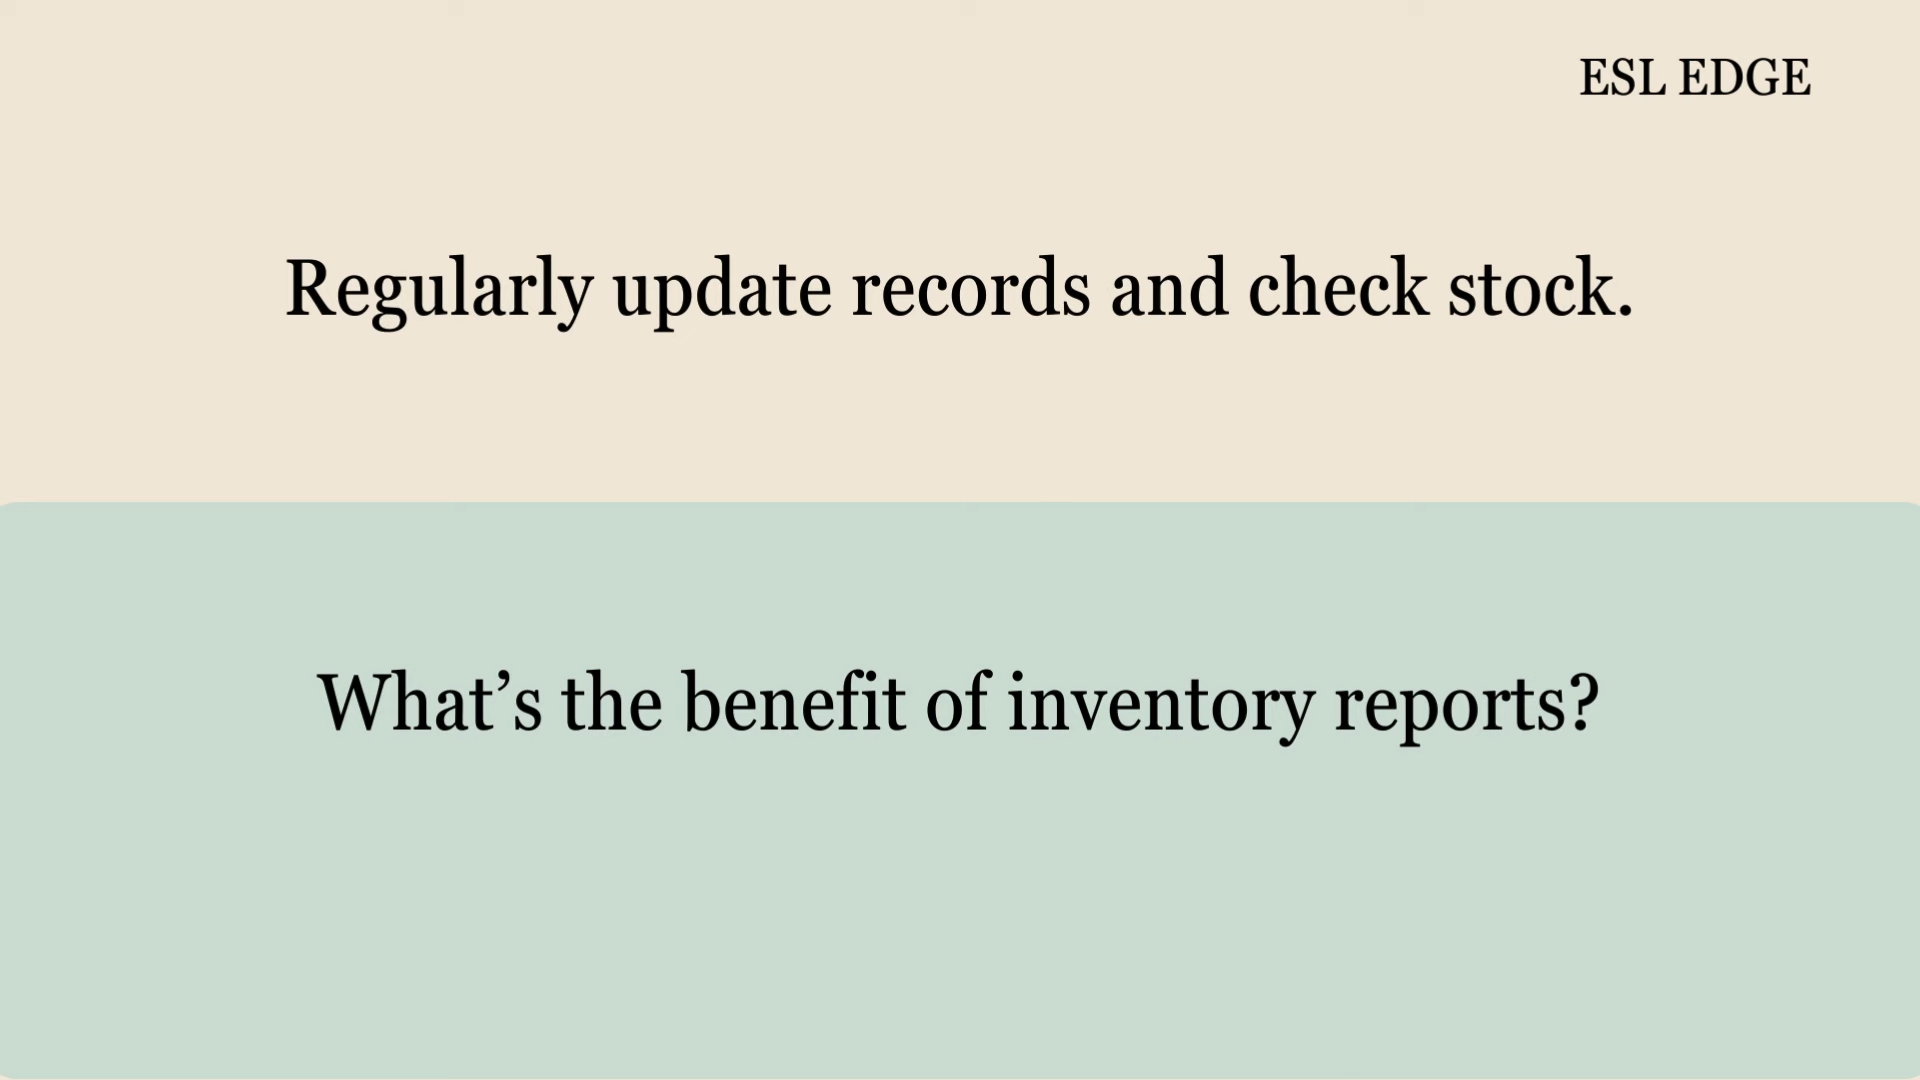 ESL EDGE
Regularly update records and check stock.
What’s the benefit of inventory reports?